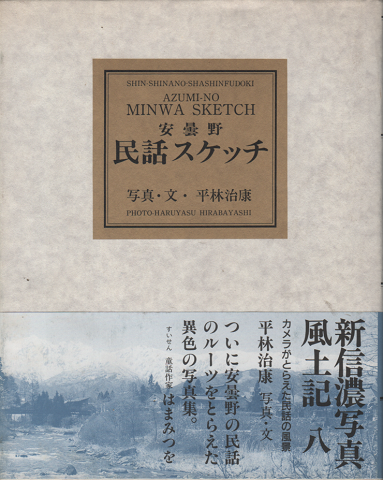 SHIN-SHINANO-SHASHINFUDOKI
AZUMI-NO
MINWA SKETCH
安曇野
民話スケッチ
写真・文・平林治康
PHOTO・HARUYASU HIRABAYASHI
新信濃写真
風土記 八
カメラがとらえた民話の風景
平林治康 写真・文
ついに安曇野の民話
のルーツをとらえた
異色の写真集。
すいせん 童話作家 はまみつを